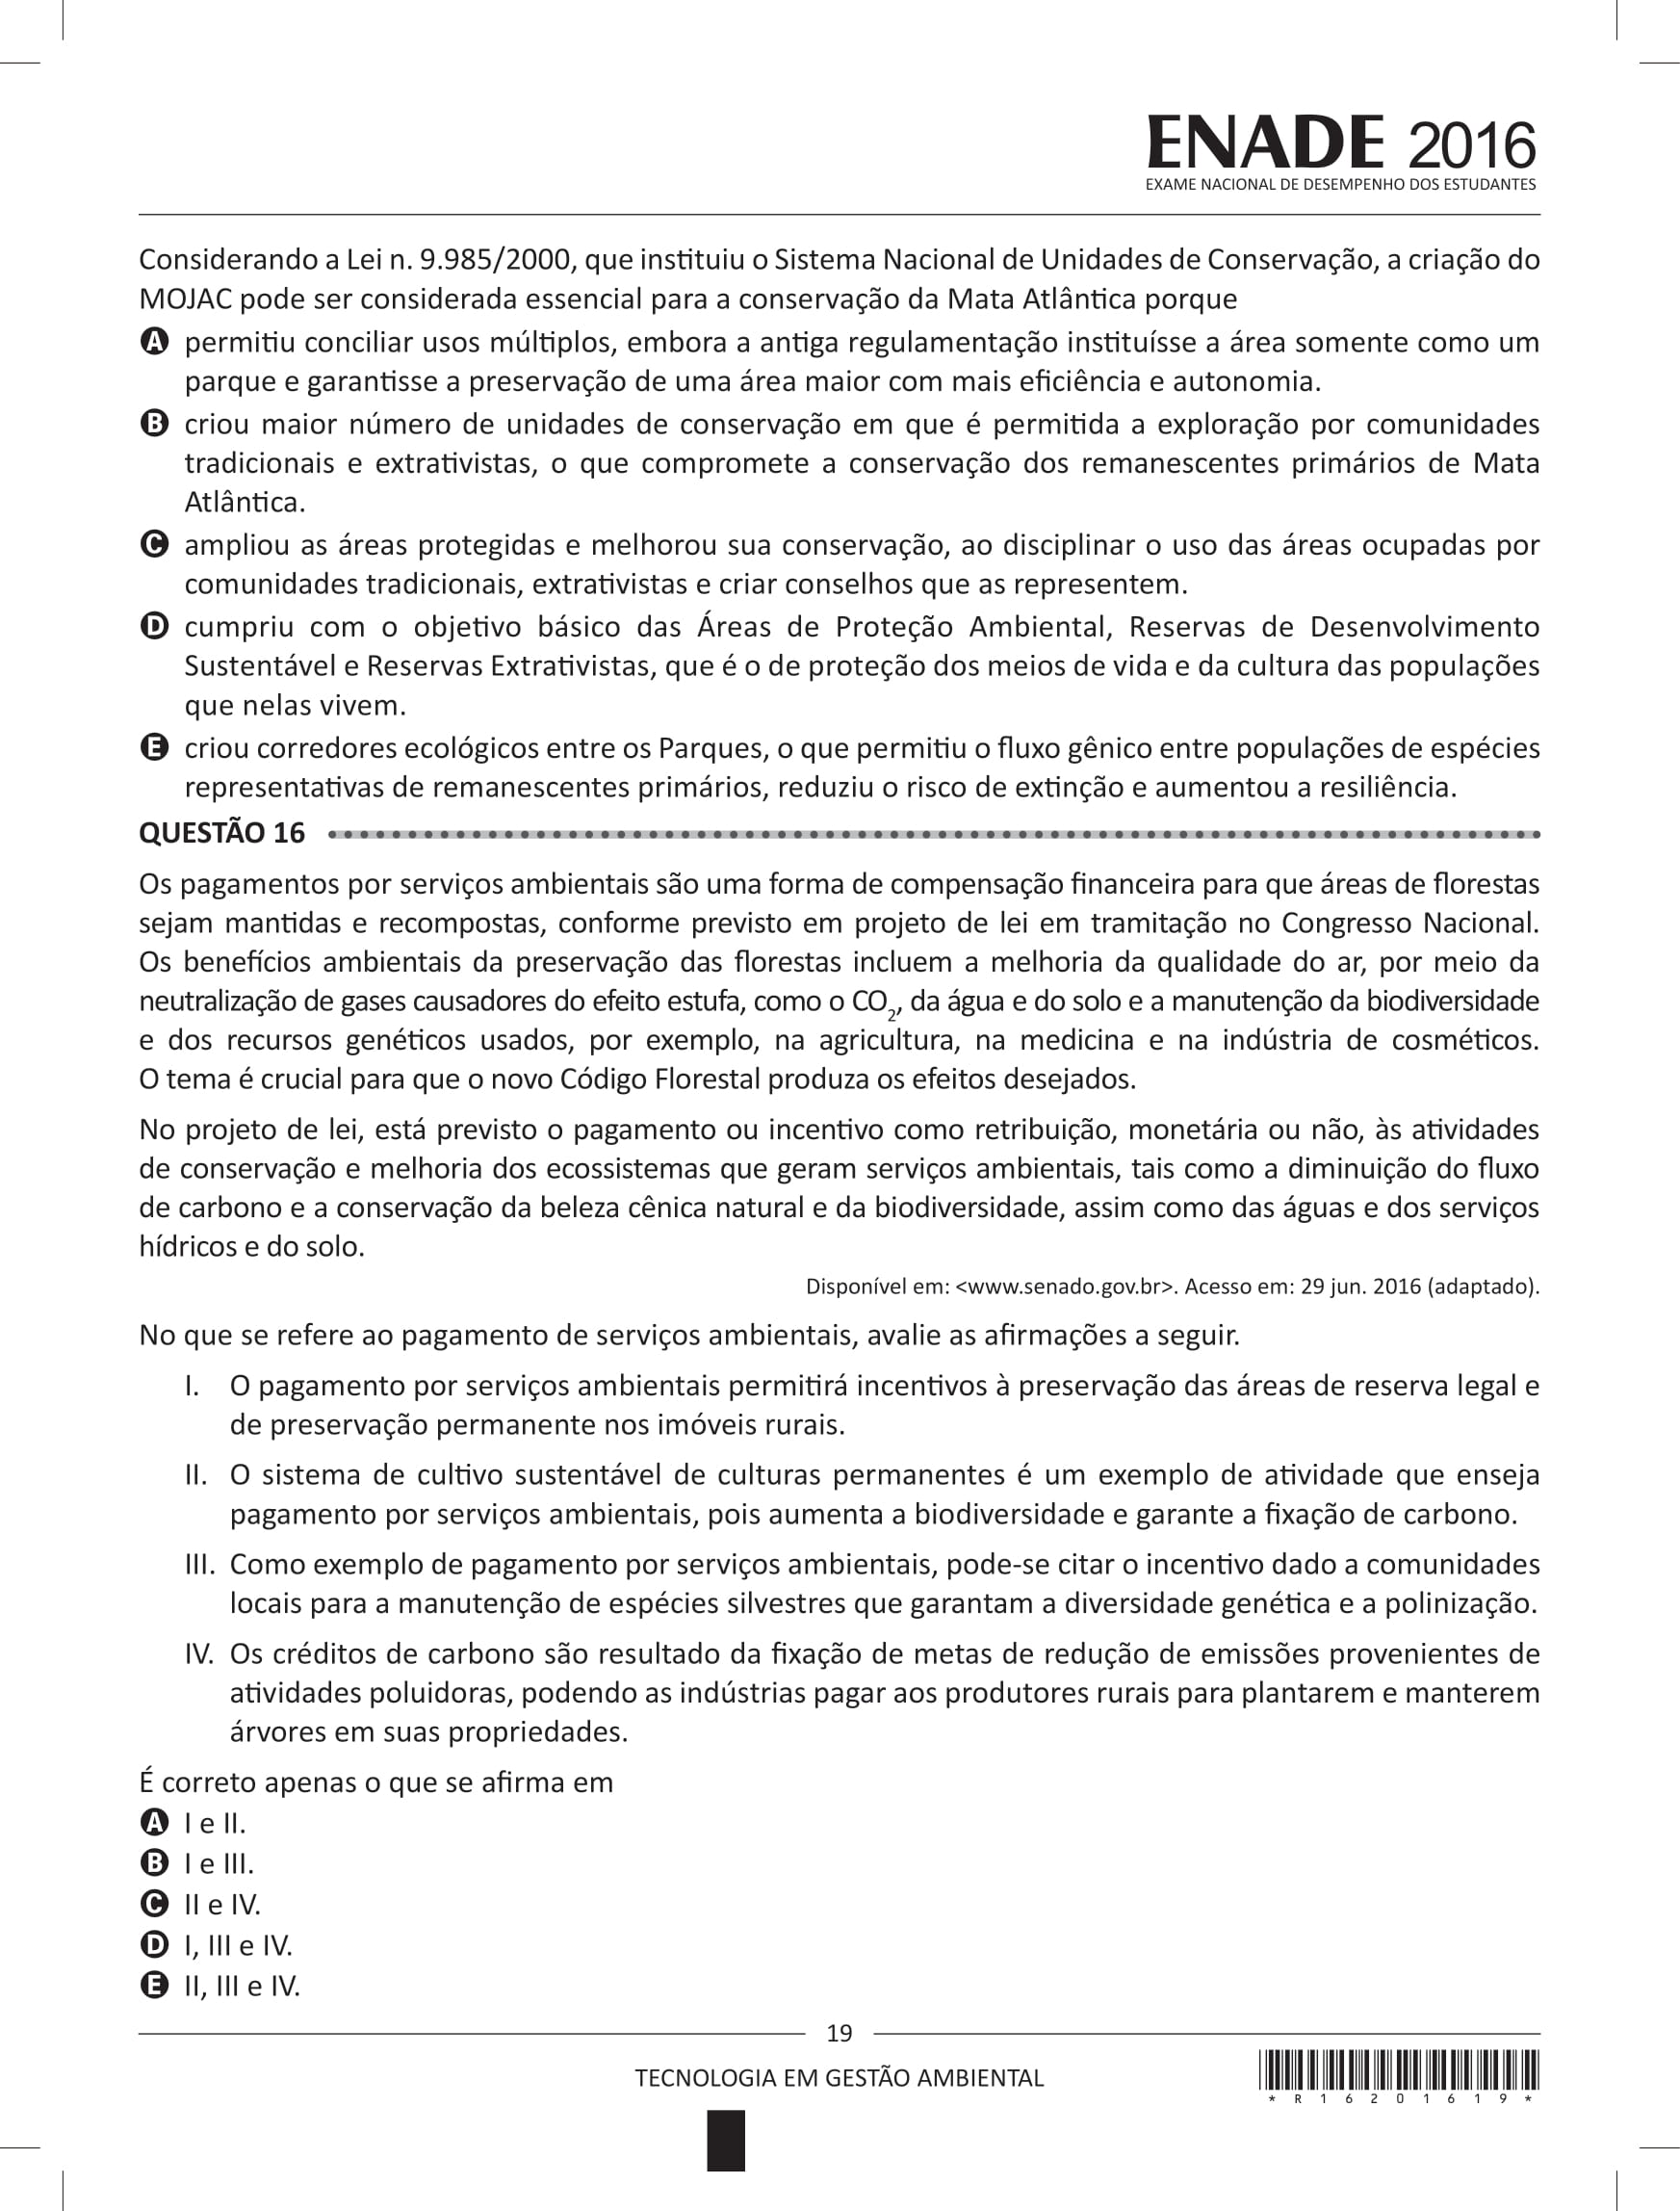 ENADE 2016
EXAME NACIONAL DE DESEMPENHO DOS ESTUDANTES
Considerando a Lei n. 9.985/2000, que instituiu o Sistema Nacional de Unidades de Conservação, a criação do
MOJAC pode ser considerada essencial para a conservação da Mata Atlântica porque
A permitiu conciliar usos múltiplos, embora a antiga regulamentação instituísse a área somente como um
parque e garantisse a preservação de uma área maior com mais eficiência e autonomia.
B criou maior número de unidades de conservação em que é permitida a exploração por comunidades
tradicionais e extrativistas, o que compromete a conservação dos remanescentes primários de Mata
Atlântica.
C ampliou as áreas protegidas e melhorou sua conservação, ao disciplinar o uso das áreas ocupadas por
comunidades tradicionais, extrativistas e criar conselhos que as representem.
D cumpriu com o objetivo básico das Áreas de Proteção Ambiental, Reservas de Desenvolvimento
Sustentável e Reservas Extrativistas, que é o de proteção dos meios de vida e da cultura das populações
que nelas vivem.
E criou corredores ecológicos entre os Parques, o que permitiu o fluxo gênico entre populações de espécies
representativas de remanescentes primários, reduziu o risco de extinção e aumentou a resiliência.
QUESTÃO 16
Os pagamentos por serviços ambientais são uma forma de compensação financeira para que áreas de florestas
sejam mantidas e recompostas, conforme previsto em projeto de lei em tramitação no Congresso Nacional.
Os benefícios ambientais da preservação das florestas incluem a melhoria da qualidade do ar, por meio da
neutralização de gases causadores do efeito estufa, como o CO2, da água e do solo e a manutenção da biodiversidade
e dos recursos genéticos usados, por exemplo, na agricultura, na medicina e na indústria de cosméticos.
O tema é crucial para que o novo Código Florestal produza os efeitos desejados.
No projeto de lei, está previsto o pagamento ou incentivo como retribuição, monetária ou não, às atividades
de conservação e melhoria dos ecossistemas que geram serviços ambientais, tais como a diminuição do fluxo
de carbono e a conservação da beleza cênica natural e da biodiversidade, assim como das águas e dos serviços
hídricos e do solo.
Disponível em: <www.senado.gov.br>. Acesso em: 29 jun. 2016 (adaptado).
No que se refere ao pagamento de serviços ambientais, avalie as afirmações a seguir.
I. O pagamento por serviços ambientais permitirá incentivos à preservação das áreas de reserva legal e
de preservação permanente nos imóveis rurais.
II. O sistema de cultivo sustentável de culturas permanentes é um exemplo de atividade que enseja
pagamento por serviços ambientais, pois aumenta a biodiversidade e garante a fixação de carbono.
III. Como exemplo de pagamento por serviços ambientais, pode-se citar o incentivo dado a comunidades
locais para a manutenção de espécies silvestres que garantam a diversidade genética e a polinização.
IV. Os créditos de carbono são resultado da fixação de metas de redução de emissões provenientes de
atividades poluidoras, podendo as indústrias pagar aos produtores rurais para plantarem e manterem
árvores em suas propriedades.
É correto apenas o que se afirma em
A I e II.
B I e III.
C II e IV.
D I, III e IV.
E II, III e IV.
19
TECNOLOGIA EM GESTÃO AMBIENTAL
* R 1 6 2 0 1 6 1 9 *